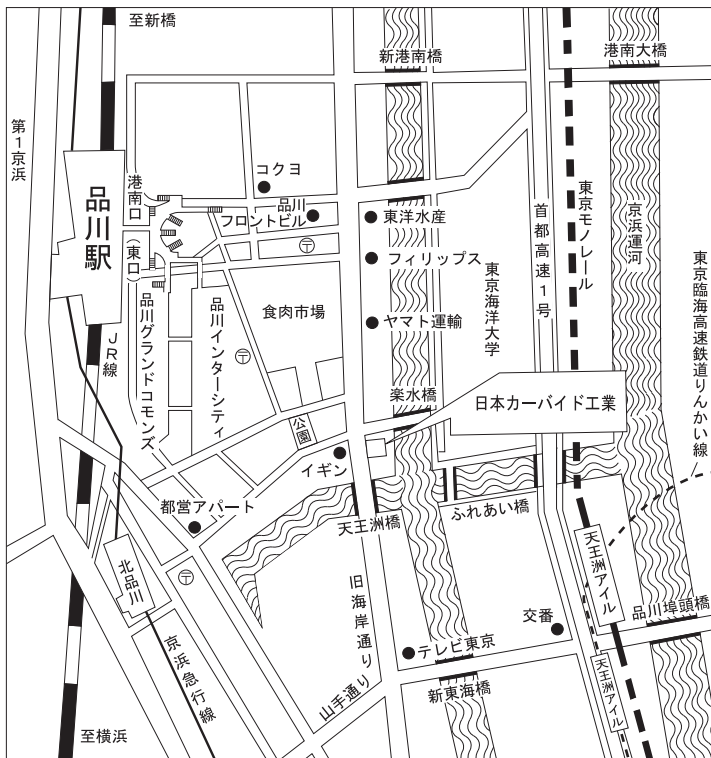 至新橋
新港南橋
港南大橋
第1京浜
品川駅
港南口
(東口)
コクヨ
品川
フロントビル
東洋水産
フィリップス
ヤマト運輸
東京海洋大学
首都高速1号
東京モノレール
京浜運河
東京臨海高速鉄道りんかい線
JR線
品川グランドコモンズ
品川インターシティ
食肉市場
〒
〒
楽水橋
日本カーバイド工業
公園
イギン
都営アパート
天王洲橋
ふれあい橋
天王洲アイル
北品川
〒
旧海岸通り
交番
品川埠頭橋
テレビ東京
天王洲アイル
京浜急行線
山手通り
新東海橋
至横浜